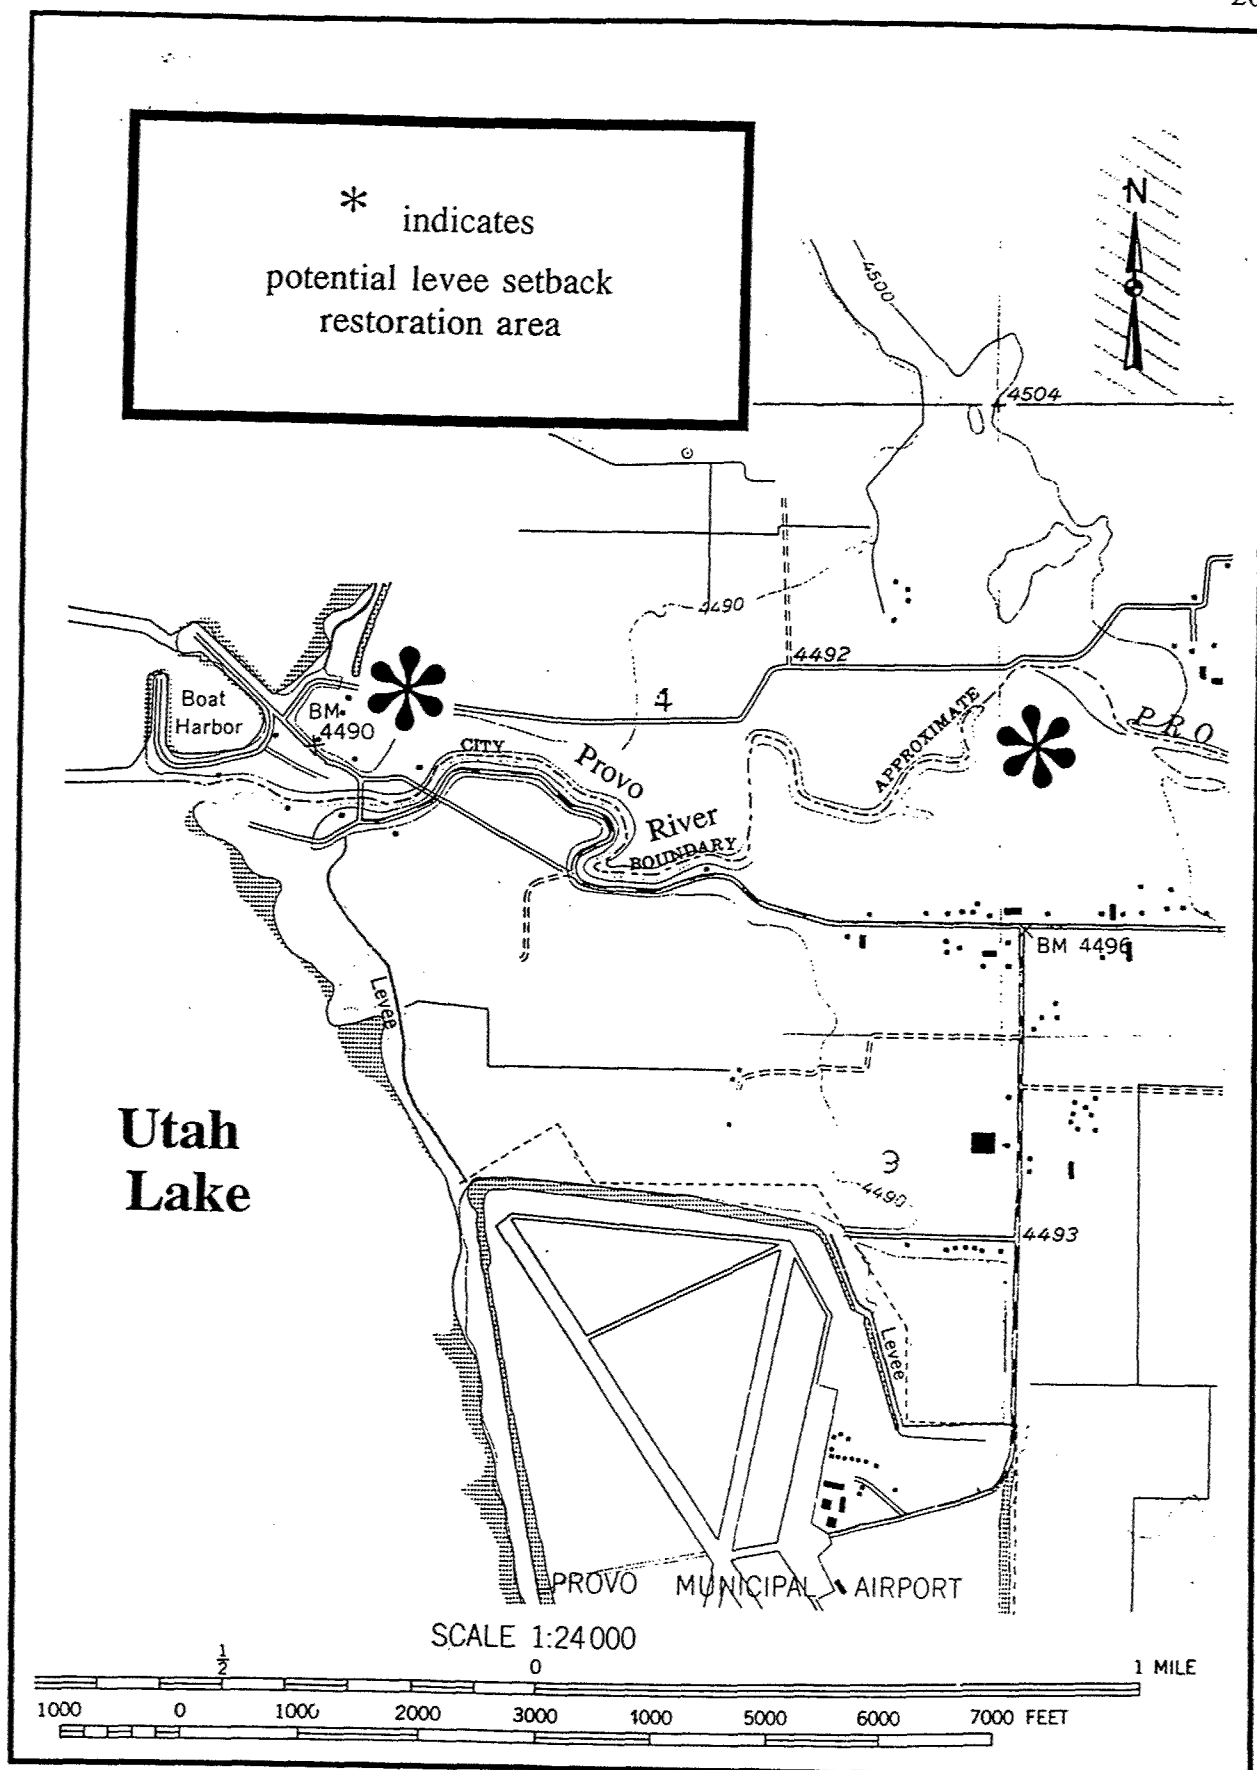 * indicates
potential levee setback
restoration area
N
4500
4504
4490
4492
4
Boat
Harbor
BM
4490
CITY
Provo
River
BOUNDARY
APPROXIMATE
PRO
BM 4496
Levee
Utah
Lake
3
4490
4493
Levee
PROVO MUNICIPAL AIRPORT
SCALE 1:24000
1/2 0 1 MILE
1000 0 1000 2000 3000 4000 5000 6000 7000 FEET